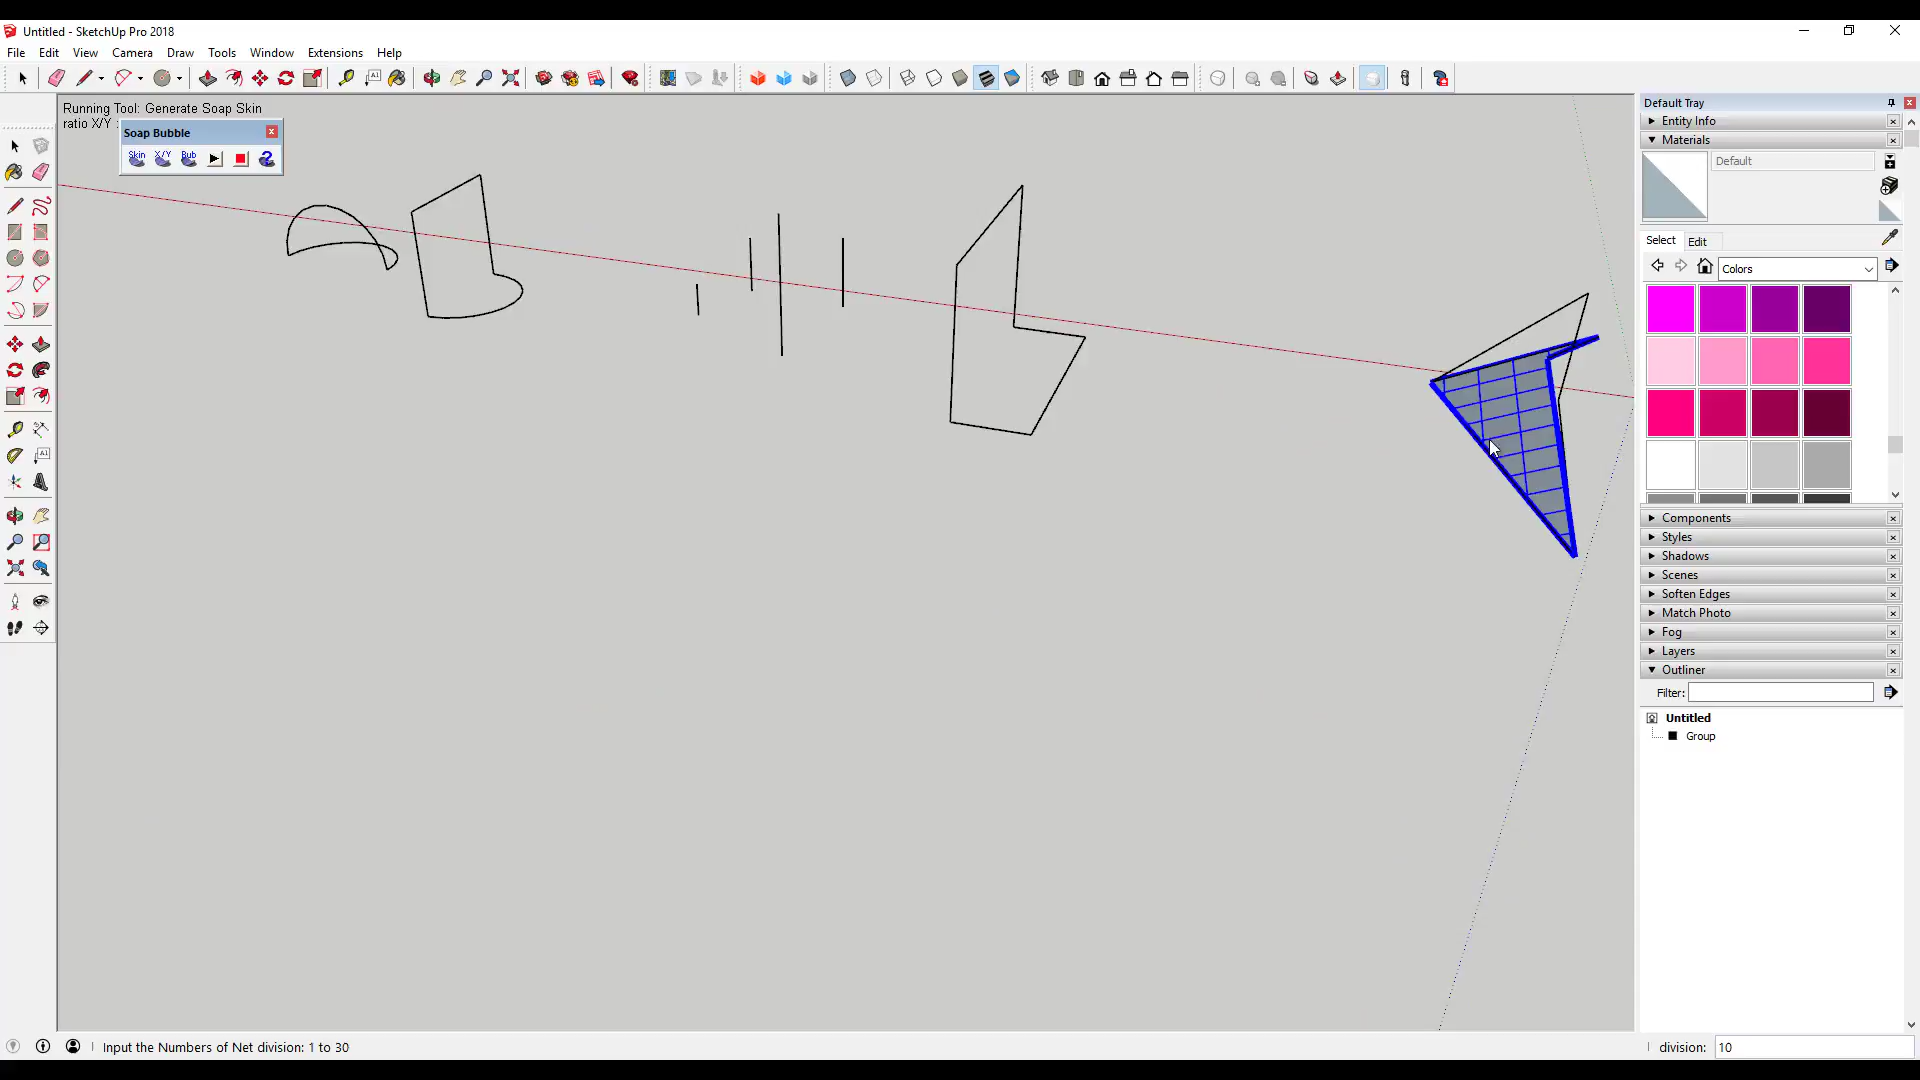 Untitled - SketchUp Pro 2018
File Edit View Camera Draw Tools Window Extensions Help
Running Tool: Generate Soap Skin
ratio X/Y :
Soap Bubble
Skin X/Y Bub
Default Tray
Entity Info
Materials
Default
Select Edit
Colors
Components
Styles
Shadows
Scenes
Soften Edges
Match Photo
Fog
Layers
Outliner
Filter:
Untitled
Group
Input the Numbers of Net division: 1 to 30
division: 10